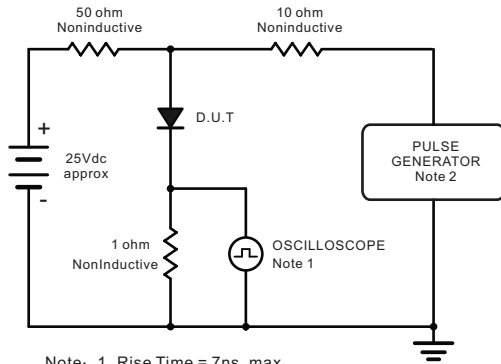 50 ohm
Noninductive
10 ohm
Noninductive
D.U.T
+
25Vdc
approx
-
PULSE
GENERATOR
Note 2
1 ohm
NonInductive
OSCILLOSCOPE
Note 1
Note: 1. Rise Time = 7ns max.